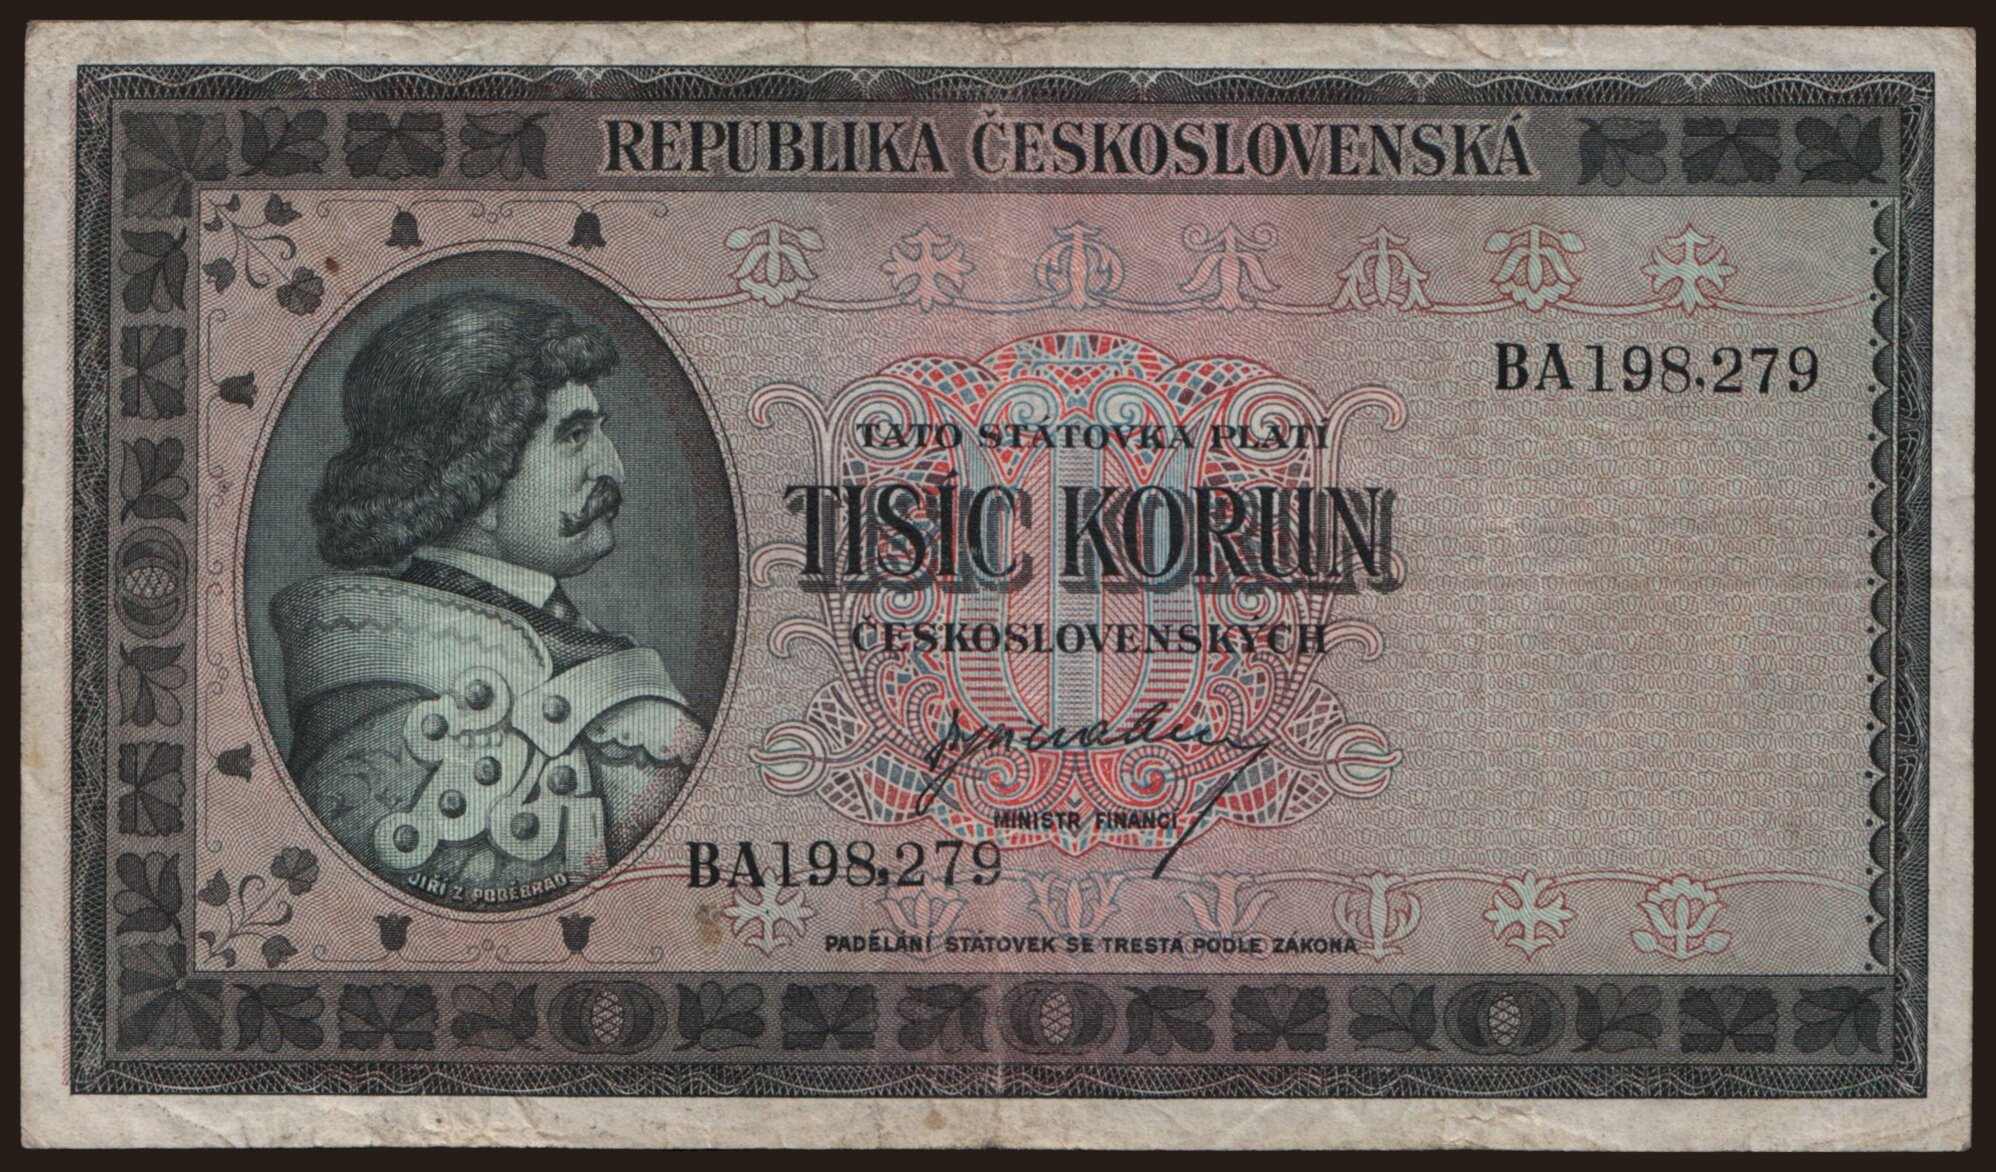 REPUBLIKA ČESKOSLOVENSKÁ
BA198,279
TATO STÁTOVKA PLATÍ
TISÍC KORUN
ČESKOSLOVENSKÝCH
MINISTR FINANCÍ
BA198,279
JIŘÍ Z PODĚBRAD
PADĚLÁNÍ STÁTOVEK SE TRESTÁ PODLE ZÁKONA